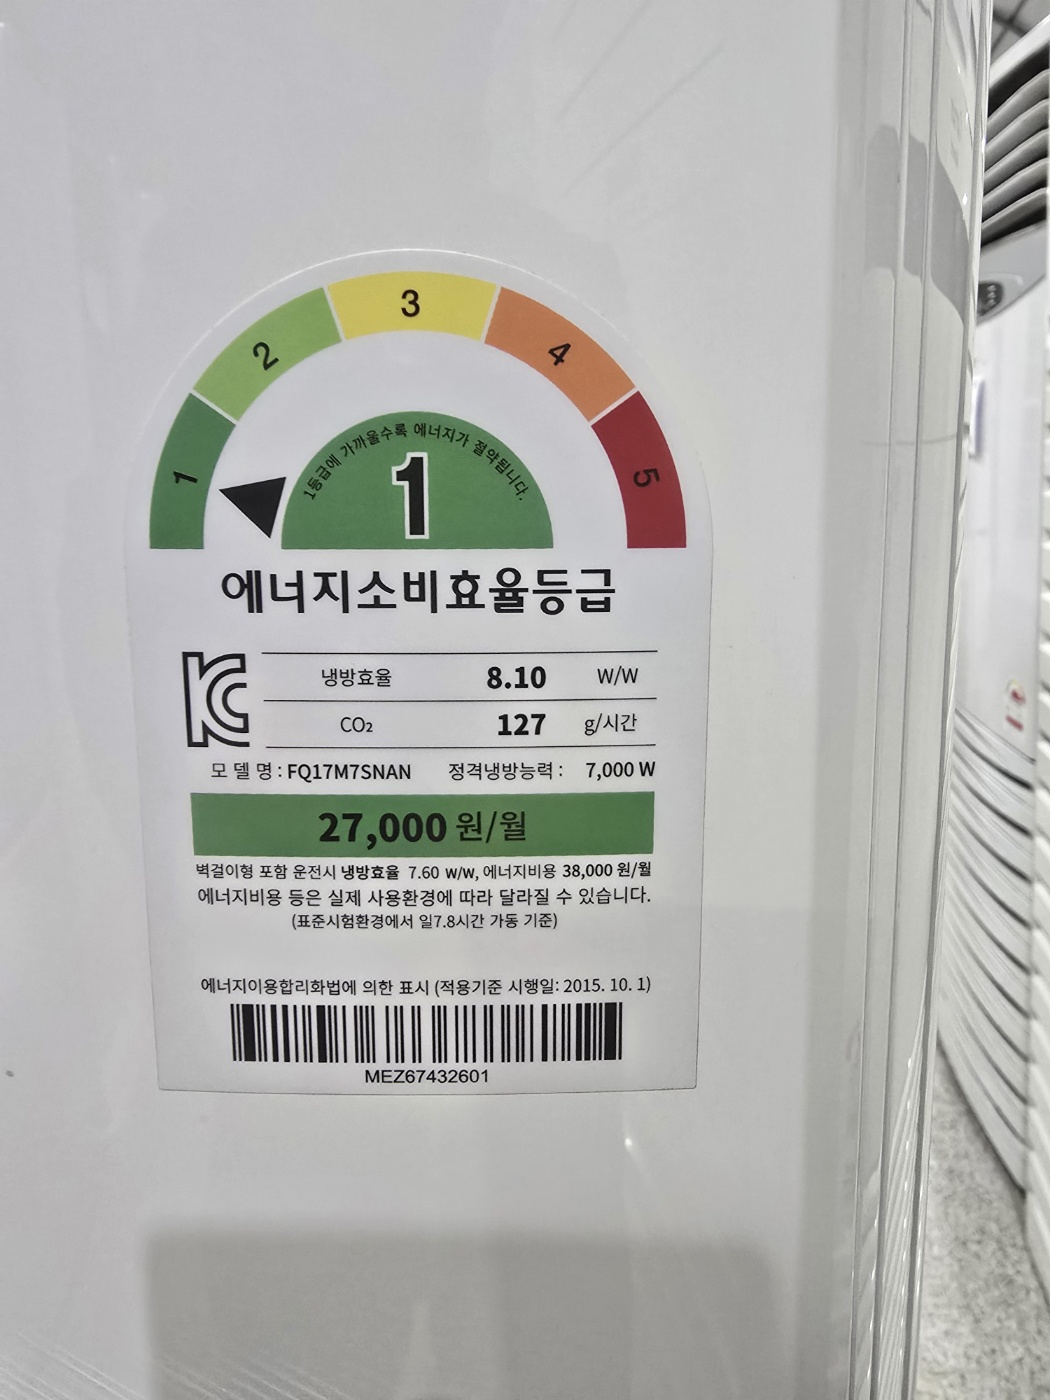 1
2
3
4
5
1등급에 가까울수록 에너지가 절약됩니다.
1
에너지소비효율등급
KC
냉방효율 8.10 W/W
CO₂ 127 g/시간
모 델 명 : FQ17M7SNAN 정격냉방능력 : 7,000 W
27,000 원/월
벽걸이형 포함 운전시 냉방효율 7.60 w/w, 에너지비용 38,000 원/월
에너지비용 등은 실제 사용환경에 따라 달라질 수 있습니다.
(표준시험환경에서 일7.8시간 가동 기준)
에너지이용합리화법에 의한 표시 (적용기준 시행일: 2015. 10. 1)
MEZ67432601